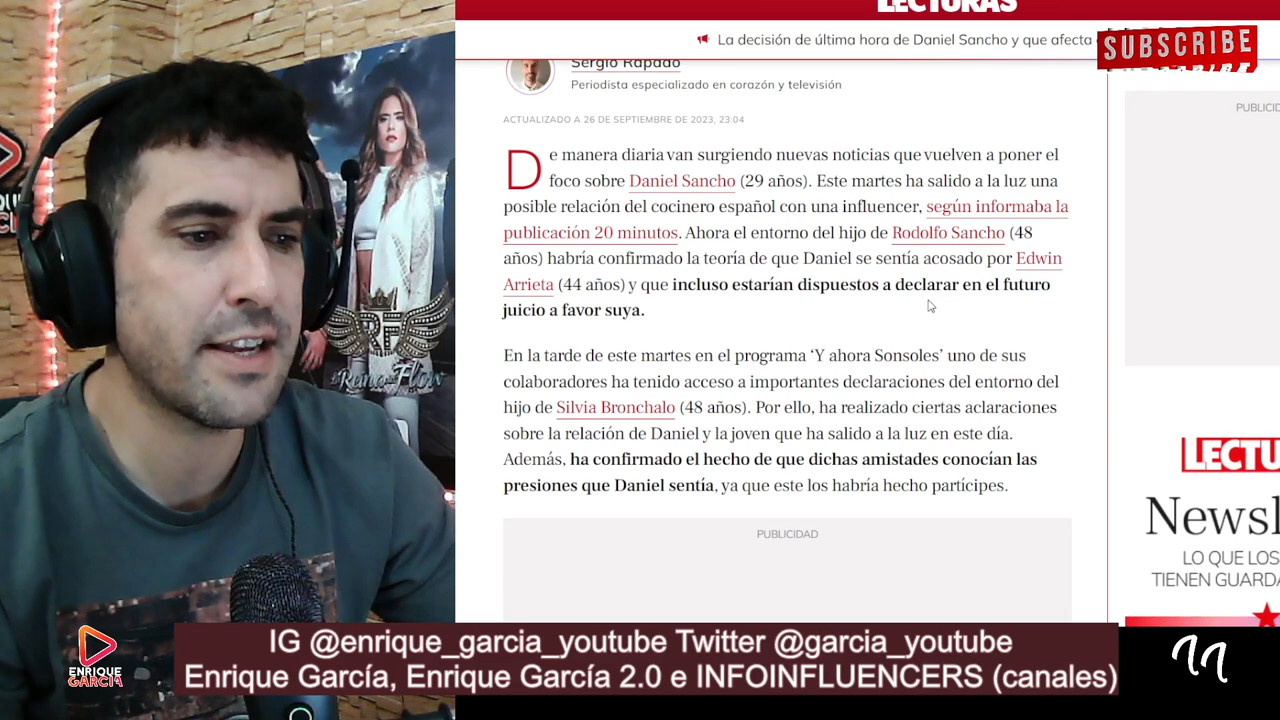 LECTURAS
La decisión de última hora de Daniel Sancho y que afecta
SUBSCRIBE
Sergio Rapado
Periodista especializado en corazón y televisión
ACTUALIZADO A 26 DE SEPTIEMBRE DE 2023, 23:04
PUBLICID
De manera diaria van surgiendo nuevas noticias que vuelven a poner el
foco sobre Daniel Sancho (29 años). Este martes ha salido a la luz una
posible relación del cocinero español con una influencer, según informaba la
publicación 20 minutos. Ahora el entorno del hijo de Rodolfo Sancho (48
años) habría confirmado la teoría de que Daniel se sentía acosado por Edwin
Arrieta (44 años) y que incluso estarían dispuestos a declarar en el futuro
juicio a favor suya.
En la tarde de este martes en el programa ‘Y ahora Sonsoles’ uno de sus
colaboradores ha tenido acceso a importantes declaraciones del entorno del
hijo de Silvia Bronchalo (48 años). Por ello, ha realizado ciertas aclaraciones
sobre la relación de Daniel y la joven que ha salido a la luz en este día.
Además, ha confirmado el hecho de que dichas amistades conocían las
presiones que Daniel sentía, ya que este los habría hecho partícipes.
PUBLICIDAD
LECTU
Newsl
LO QUE LOS
TIENEN GUARDA
RF
La Reina del Flow
ENRIQUE
GARCÍA
IG @enrique_garcia_youtube Twitter @garcia_youtube
Enrique García, Enrique García 2.0 e INFOINFLUENCERS (canales)